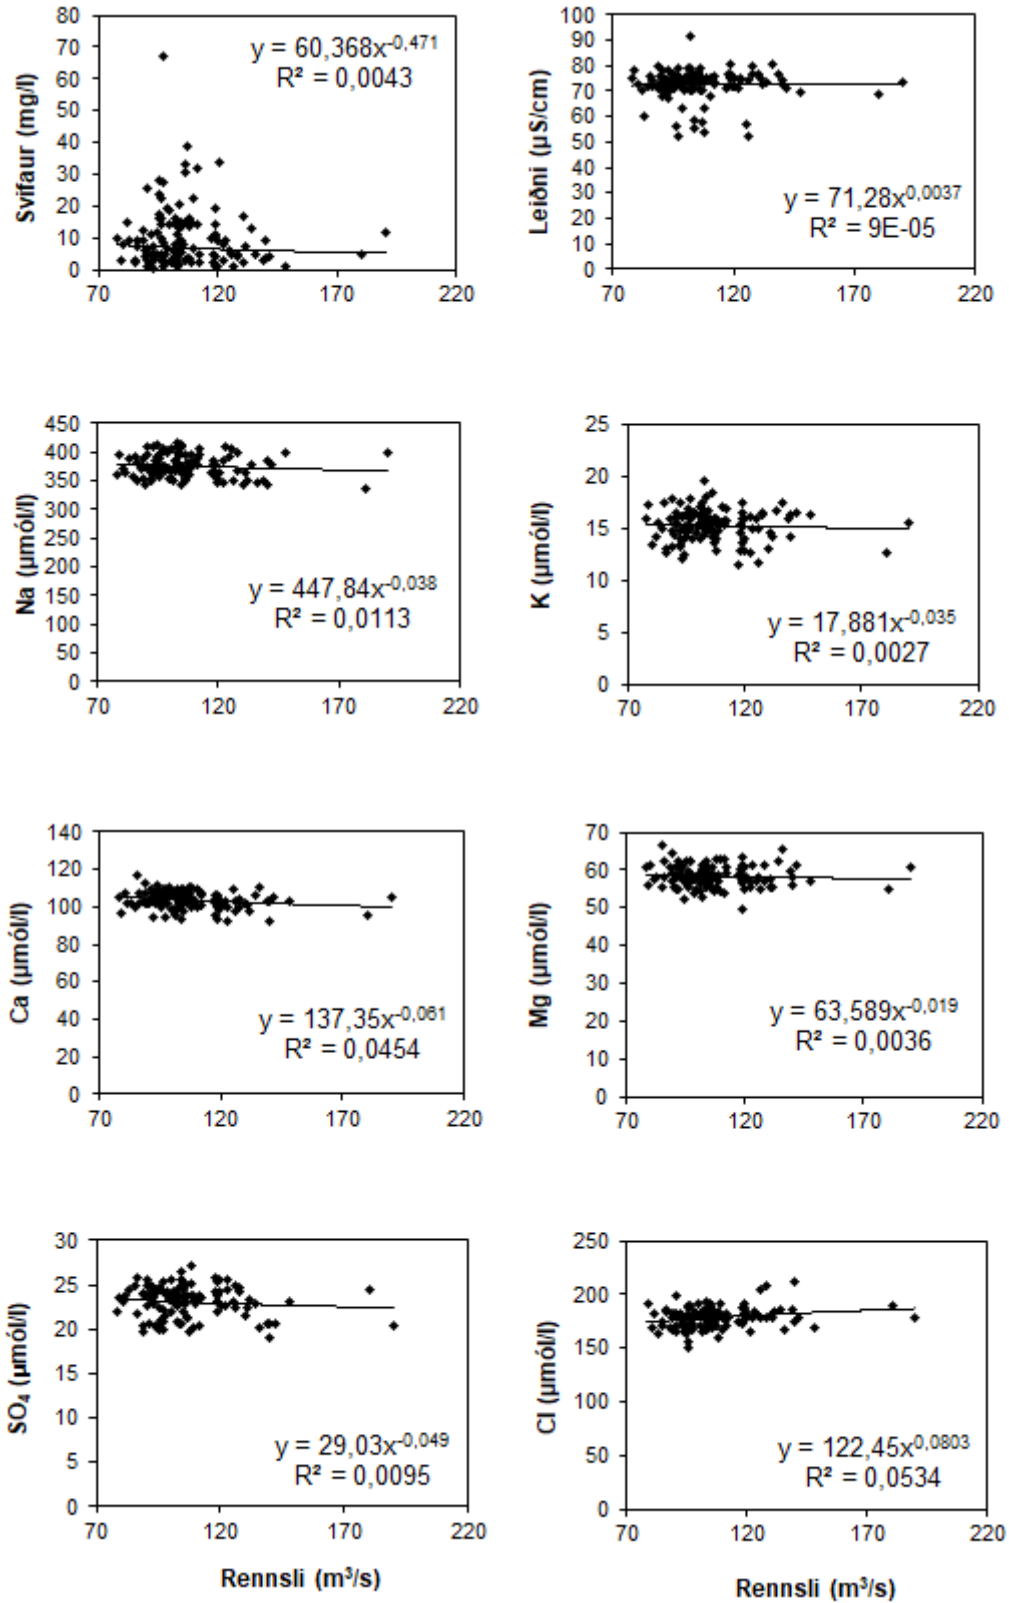 80
70
60
50
40
30
20
10
0
Svifaur (mg/l)
y = 60,368x^-0,471
R² = 0,0043
70 120 170 220
100
90
80
70
60
50
40
30
20
10
0
Leiðni (µS/cm)
y = 71,28x^0,0037
R² = 9E-05
70 120 170 220
450
400
350
300
250
200
150
100
50
0
Na (µmól/l)
y = 447,84x^-0,038
R² = 0,0113
70 120 170 220
25
20
15
10
5
0
K (µmól/l)
y = 17,881x^-0,035
R² = 0,0027
70 120 170 220
140
120
100
80
60
40
20
0
Ca (µmól/l)
y = 137,35x^-0,061
R² = 0,0454
70 120 170 220
70
60
50
40
30
20
10
0
Mg (µmól/l)
y = 63,589x^-0,019
R² = 0,0036
70 120 170 220
30
25
20
15
10
5
0
SO₄ (µmól/l)
y = 29,03x^-0,049
R² = 0,0095
70 120 170 220
Rennsli (m³/s)
250
200
150
100
50
0
Cl (µmól/l)
y = 122,45x^0,0803
R² = 0,0534
70 120 170 220
Rennsli (m³/s)